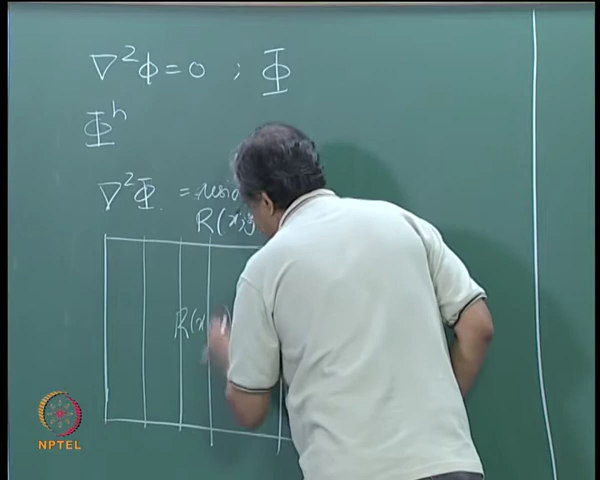 ∇²ϕ = 0 ; Φ
Φʰ
∇²Φ =
R(x,y
R(x
NPTEL